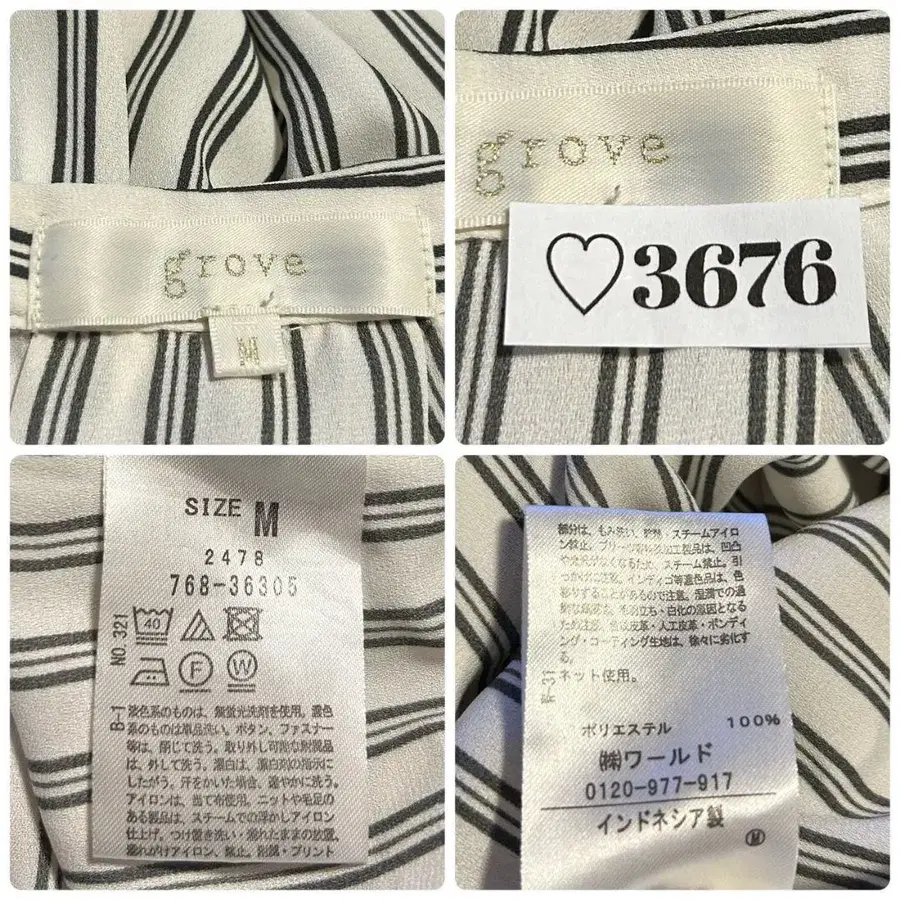 grove
M
grove
♡3676
SIZE M
2478
768-36305
NO.321
40
F W
B-1
淡色系のものは、無蛍光洗剤を使用。濃色
系のものは単品洗い。ボタン、ファスナー
等は、閉じて洗う。取り外し可能な附属品
は、外して洗う。漂白は、漂白剤の指示に
したがう。汗をかいた場合、速やかに洗う。
アイロンは、当て布使用。ニットや毛足の
ある製品は、スチームでの浮かしアイロン
仕上げ。つけ置き洗い・濡れたままの放置、
濡れがけアイロン、禁止。附属・プリント
部分は、もみ洗い、乾燥・スチームアイロ
ン禁止。プリーツ等特殊加工製品は、凹凸
や光沢がなくなるため、スチーム禁止。引
っかけに注意。インディゴ等濃色品は、色
移りすることがあるので注意。湿潤での過
度な摩擦は、毛羽立ち・白化の原因となる
ため注意。合成皮革・人工皮革・ボンディ
ング・コーティング生地は、徐々に劣化す
る。
ネット使用。
F-31
ポリエステル 100%
㈱ワールド
0120-977-917
インドネシア製
M